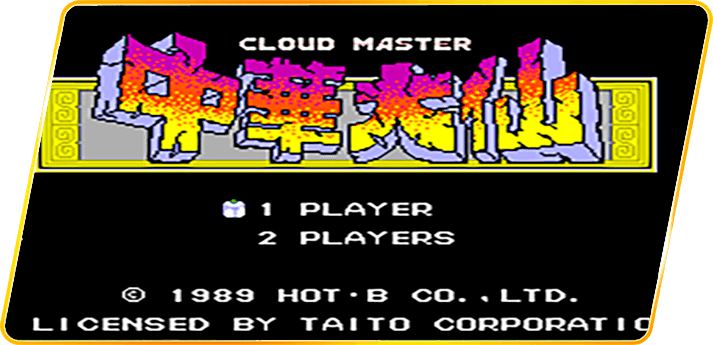 CLOUD MASTER
中華大仙
1 PLAYER
2 PLAYERS
© 1989 HOT·B CO.,LTD.
LICENSED BY TAITO CORPORATIO